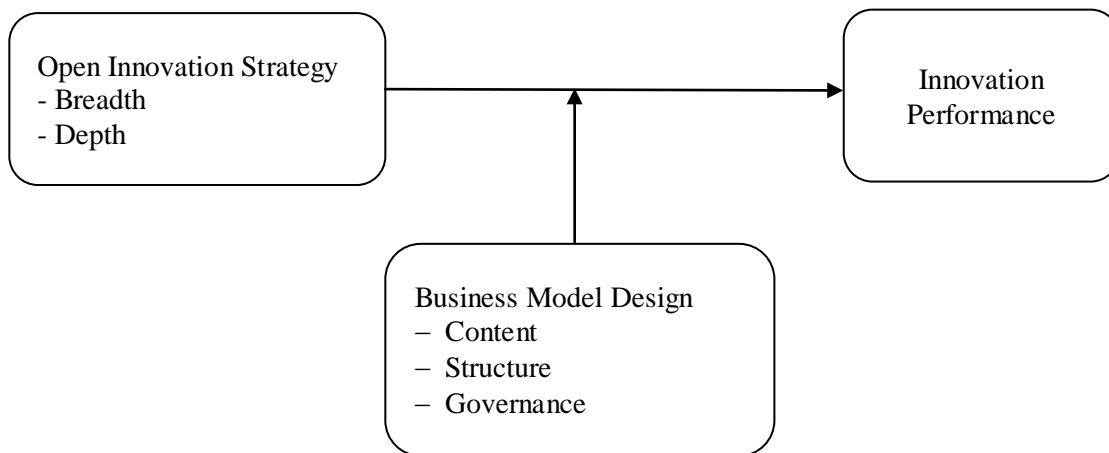 Open Innovation Strategy
- Breadth
- Depth
Innovation
Performance
Business Model Design
– Content
– Structure
– Governance